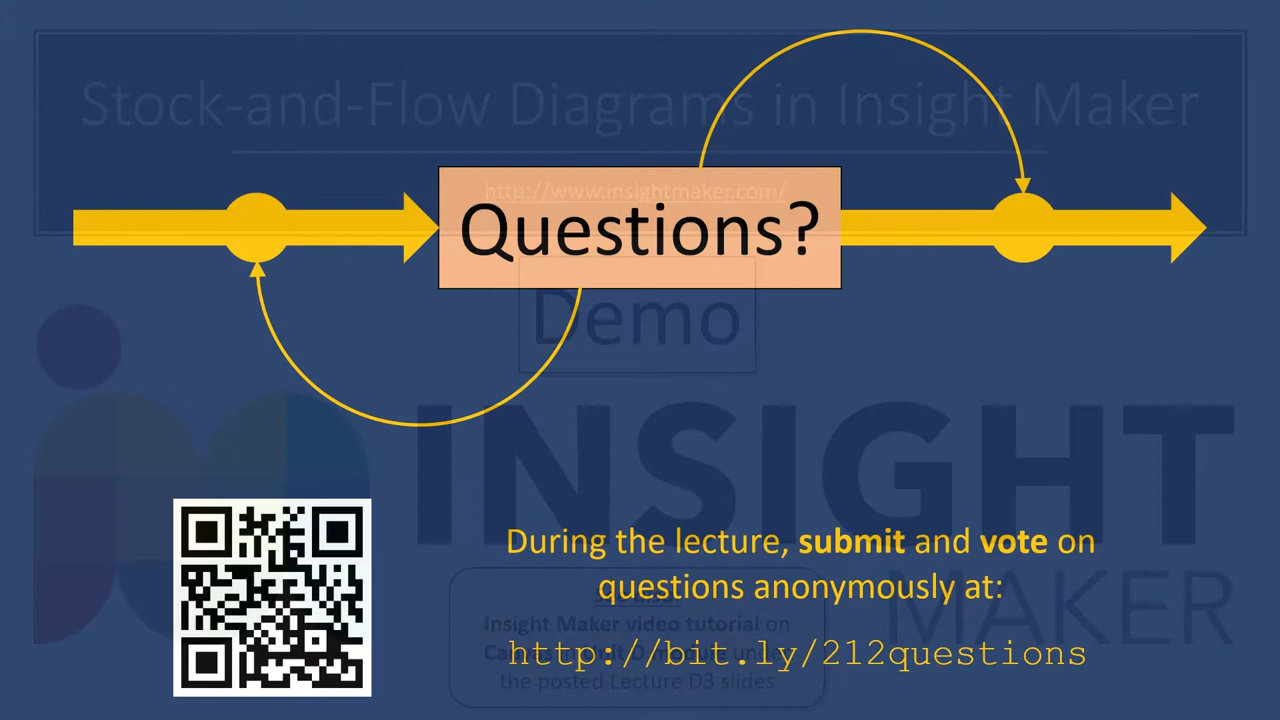 Stock-and-Flow Diagrams in Insight Maker
http://www.insightmaker.com/
Questions?
Demo
INSIGHT
MAKER
During the lecture, submit and vote on
questions anonymously at:
http://bit.ly/212questions
Insight Maker video tutorial on
the posted Lecture D3 slides